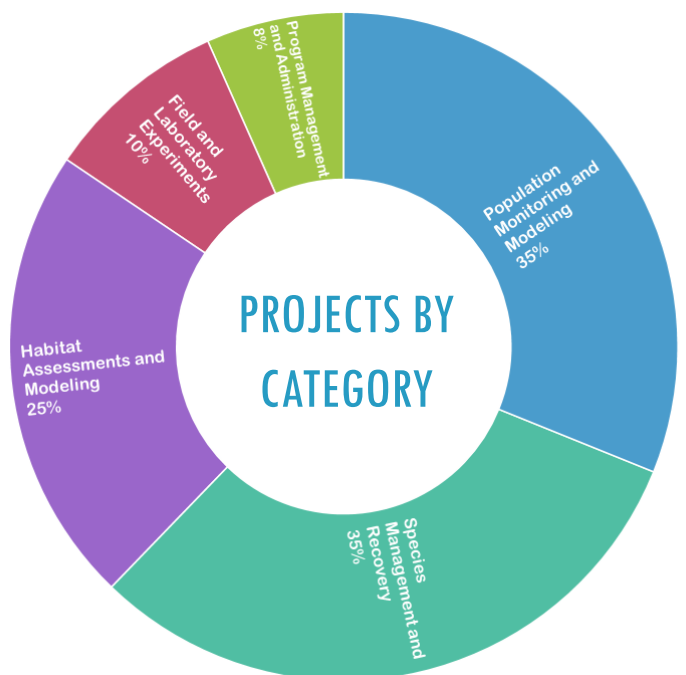 PROJECTS BY
CATEGORY
Population
Monitoring and
Modeling
35%
Species
Management and
Recovery
35%
Habitat
Assessments and
Modeling
25%
Field and
Laboratory
Experiments
10%
Program Management
and Administration
8%